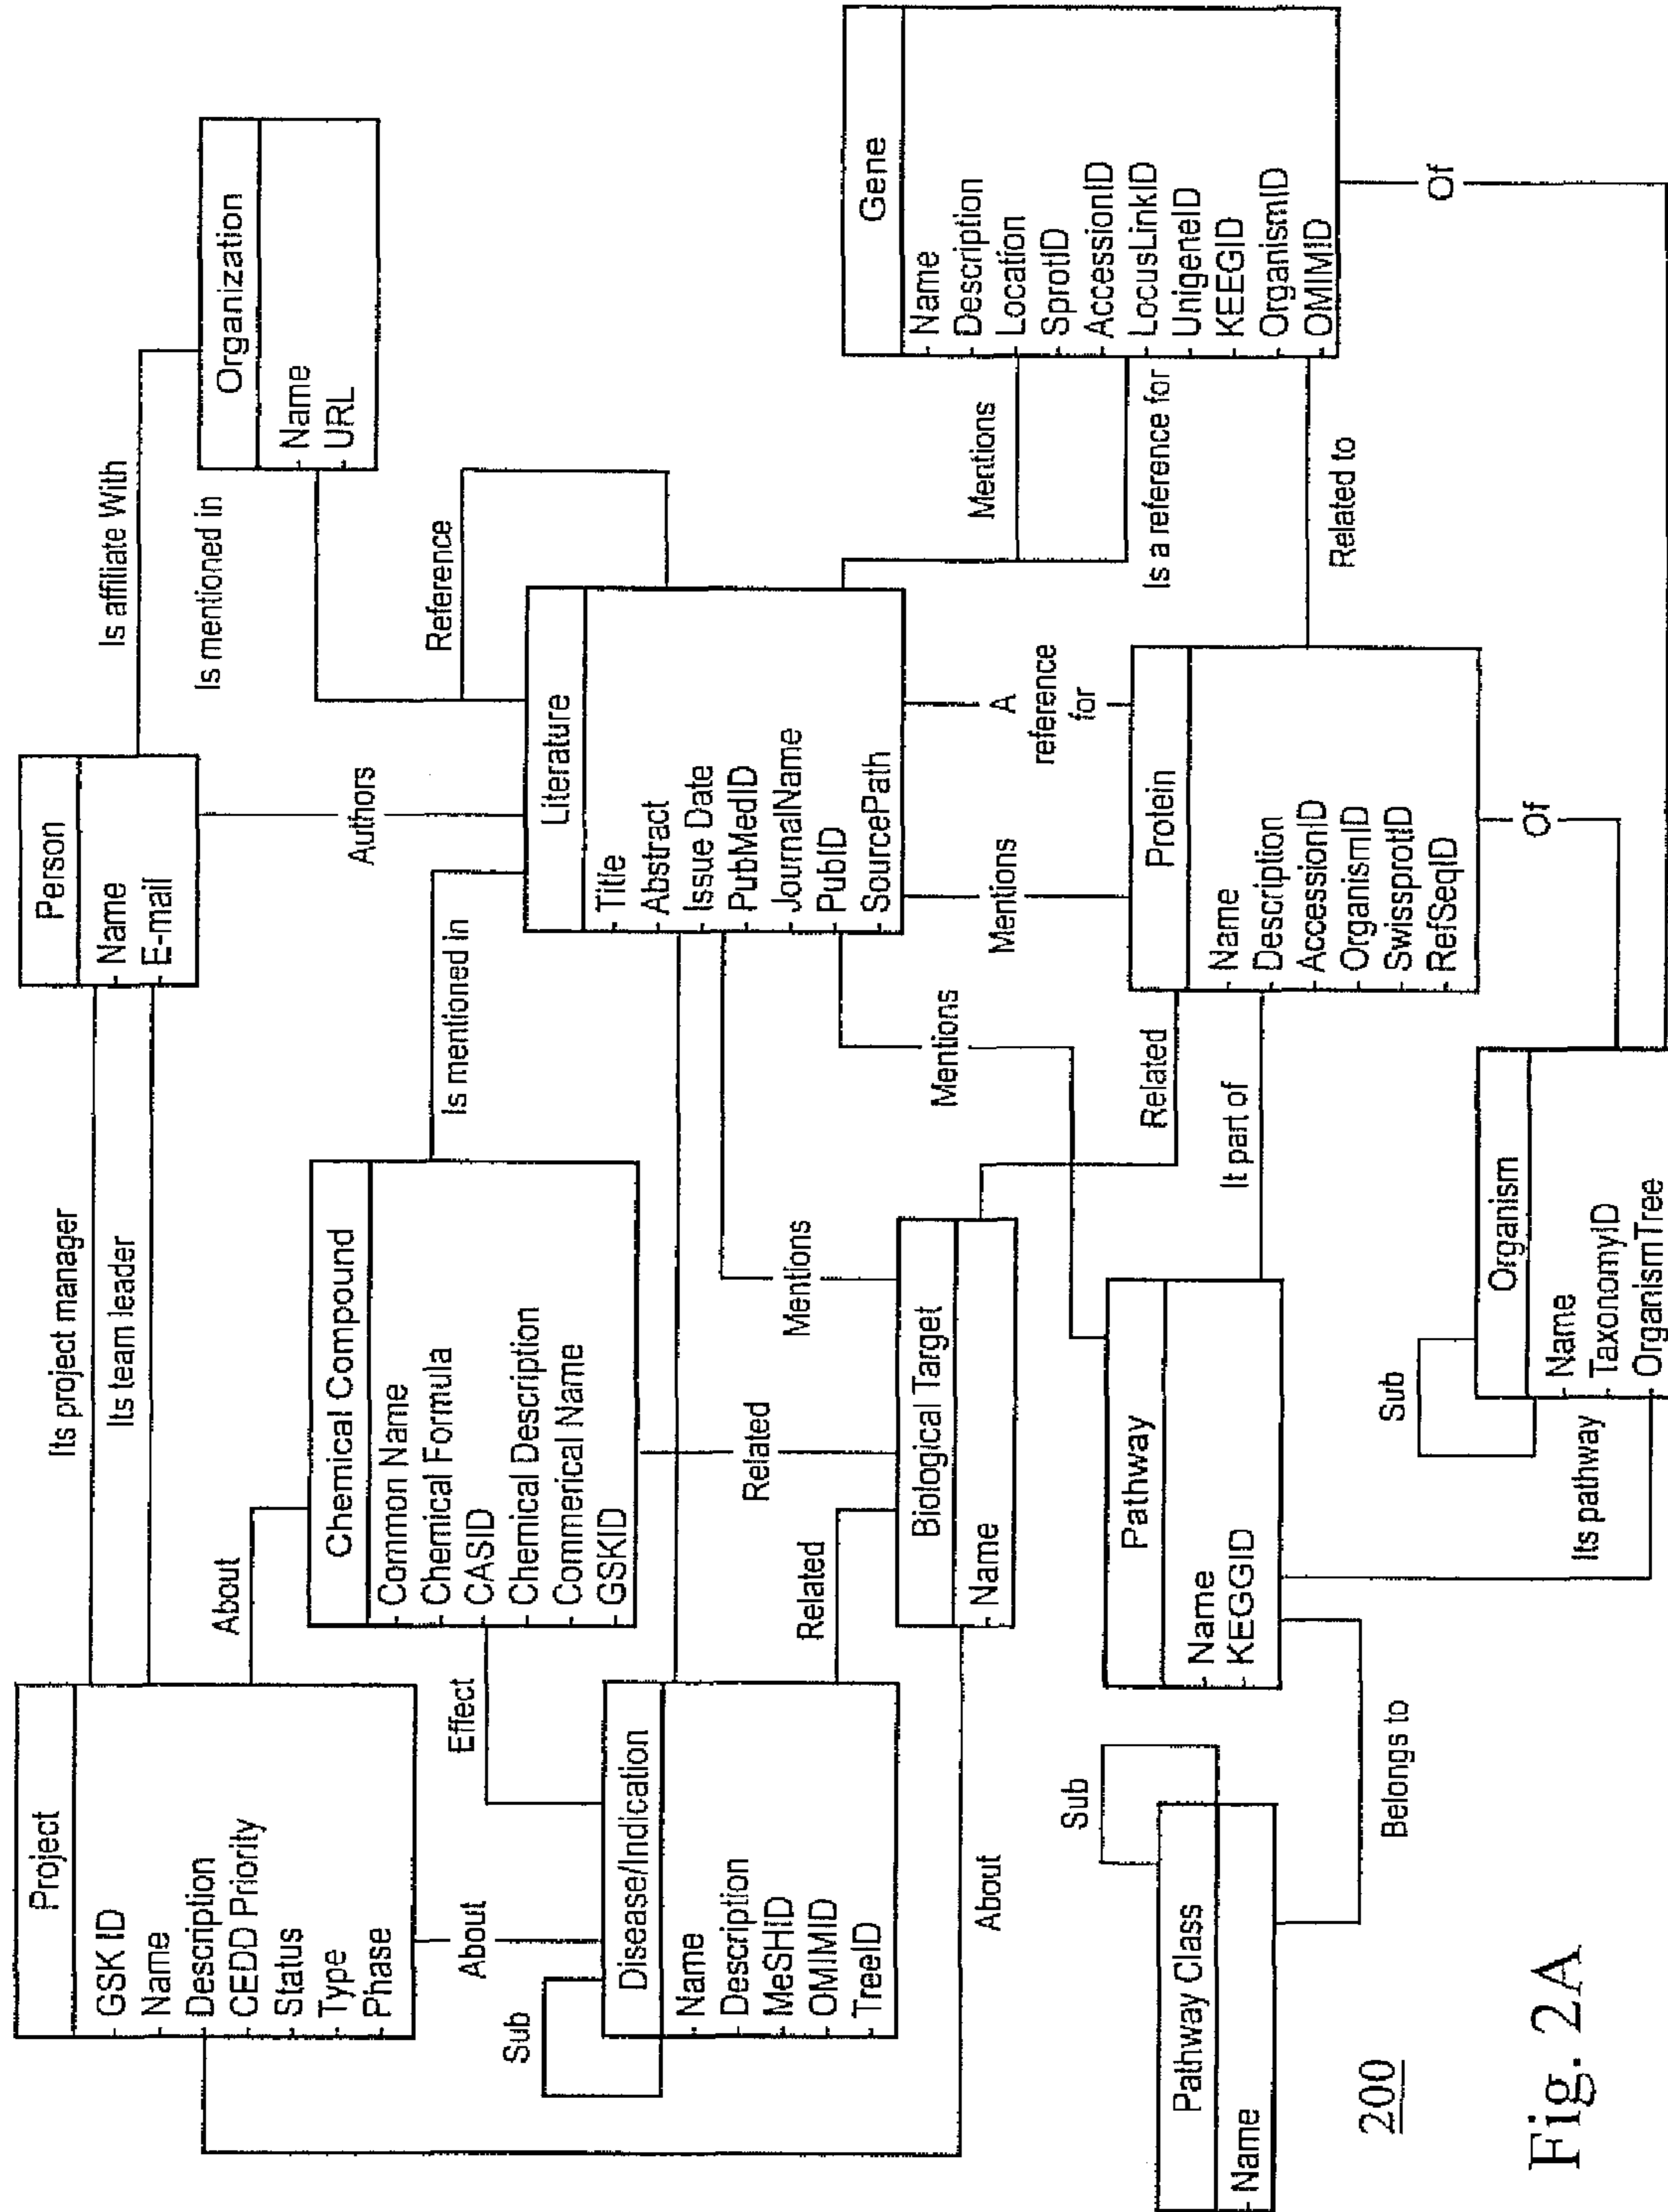 Project
GSK ID
Name
Description
CEDD Priority
Status
Type
Phase
Its project manager
Its team leader
Person
Name
E-mail
Is affiliate With
Is mentioned in
Organization
Name
URL
About
Chemical Compound
Common Name
Chemical Formula
CASID
Chemical Description
Commerical Name
GSKID
Is mentioned in
Authors
Reference
Effect
About
Sub
Disease/Indication
Name
Description
MeSHID
OMIMID
TreeID
Related
Related
Mentions
Literature
Title
Abstract
Issue Date
PubMedID
JournalName
PubID
SourcePath
Mentions
Is a reference for
Gene
Name
Description
Location
SprotID
AccessionID
LocusLinkID
UnigeneID
KEEGID
OrganismID
OMIMID
Biological Target
Name
About
Mentions
Related
Mentions
A
reference
for
Protein
Name
Description
AccessionID
OrganismID
SwissprotID
RefSeqID
Related to
It part of
Of
Of
Pathway
Name
KEGGID
Sub
Pathway Class
Name
Belongs to
Its pathway
Sub
Organism
Name
TaxonomyID
OrganismTree
200
Fig. 2A